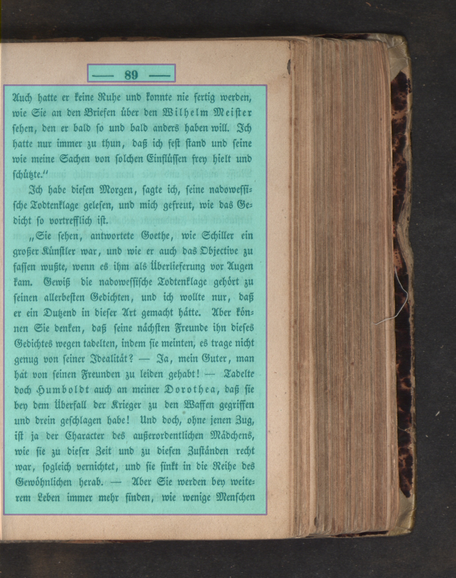 — 89 —
Auch hatte er keine Ruhe und konnte nie fertig werden,
wie Sie an den Briefen über den Wilhelm Meister
sehen, den er bald so und bald anders haben will. Ich
hatte nur immer zu thun, daß ich fest stand und seine
wie meine Sachen von solchen Einflüssen frey hielt und
schützte.“
Ich habe diesen Morgen, sagte ich, seine nadowessi-
sche Todtenklage gelesen, und mich gefreut, wie das Ge-
dicht so vortrefflich ist.
„Sie sehen, antwortete Goethe, wie Schiller ein
großer Künstler war, und wie er auch das Objective zu
fassen wußte, wenn es ihm als Überlieferung vor Augen
kam. Gewiß die nadowessische Todtenklage gehört zu
seinen allerbesten Gedichten, und ich wollte nur, daß
er ein Dutzend in dieser Art gemacht hätte. Aber kön-
nen Sie denken, daß seine nächsten Freunde ihn dieses
Gedichtes wegen tadelten, indem sie meinten, es trage nicht
genug von seiner Idealität? — Ja, mein Guter, man
hat von seinen Freunden zu leiden gehabt! — Tadelte
doch Humboldt auch an meiner Dorothea, daß sie
bey dem Überfall der Krieger zu den Waffen gegriffen
und drein geschlagen habe! Und doch, ohne jenen Zug,
ist ja der Character des außerordentlichen Mädchens,
wie sie zu dieser Zeit und zu diesen Zuständen recht
war, sogleich vernichtet, und sie sinkt in die Reihe des
Gewöhnlichen herab. — Aber Sie werden bey weite-
rem Leben immer mehr finden, wie wenige Menschen